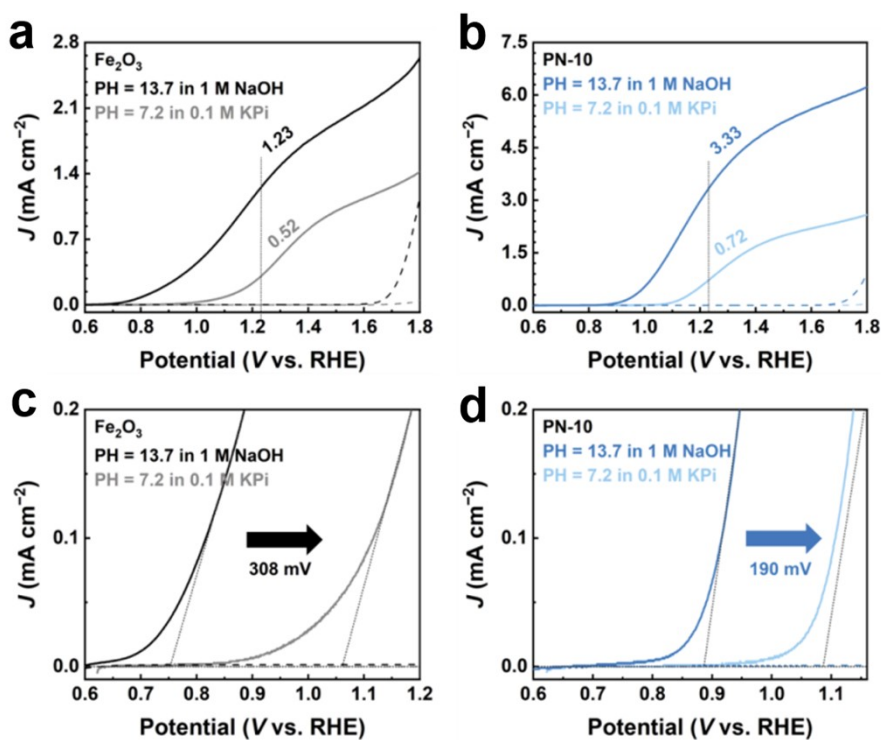 a
Fe₂O₃
PH = 13.7 in 1 M NaOH
PH = 7.2 in 0.1 M KPi
1.23
0.52
J (mA cm⁻²)
2.8
2.1
1.4
0.7
0.0
0.6 0.8 1.0 1.2 1.4 1.6 1.8
Potential (V vs. RHE)
b
PN-10
PH = 13.7 in 1 M NaOH
PH = 7.2 in 0.1 M KPi
3.33
0.72
J (mA cm⁻²)
7.5
6.0
4.5
3.0
1.5
0.0
0.6 0.8 1.0 1.2 1.4 1.6 1.8
Potential (V vs. RHE)
c
Fe₂O₃
PH = 13.7 in 1 M NaOH
PH = 7.2 in 0.1 M KPi
308 mV
J (mA cm⁻²)
0.2
0.1
0.0
0.6 0.7 0.8 0.9 1.0 1.1 1.2
Potential (V vs. RHE)
d
PN-10
PH = 13.7 in 1 M NaOH
PH = 7.2 in 0.1 M KPi
190 mV
J (mA cm⁻²)
0.2
0.1
0.0
0.6 0.7 0.8 0.9 1.0 1.1
Potential (V vs. RHE)